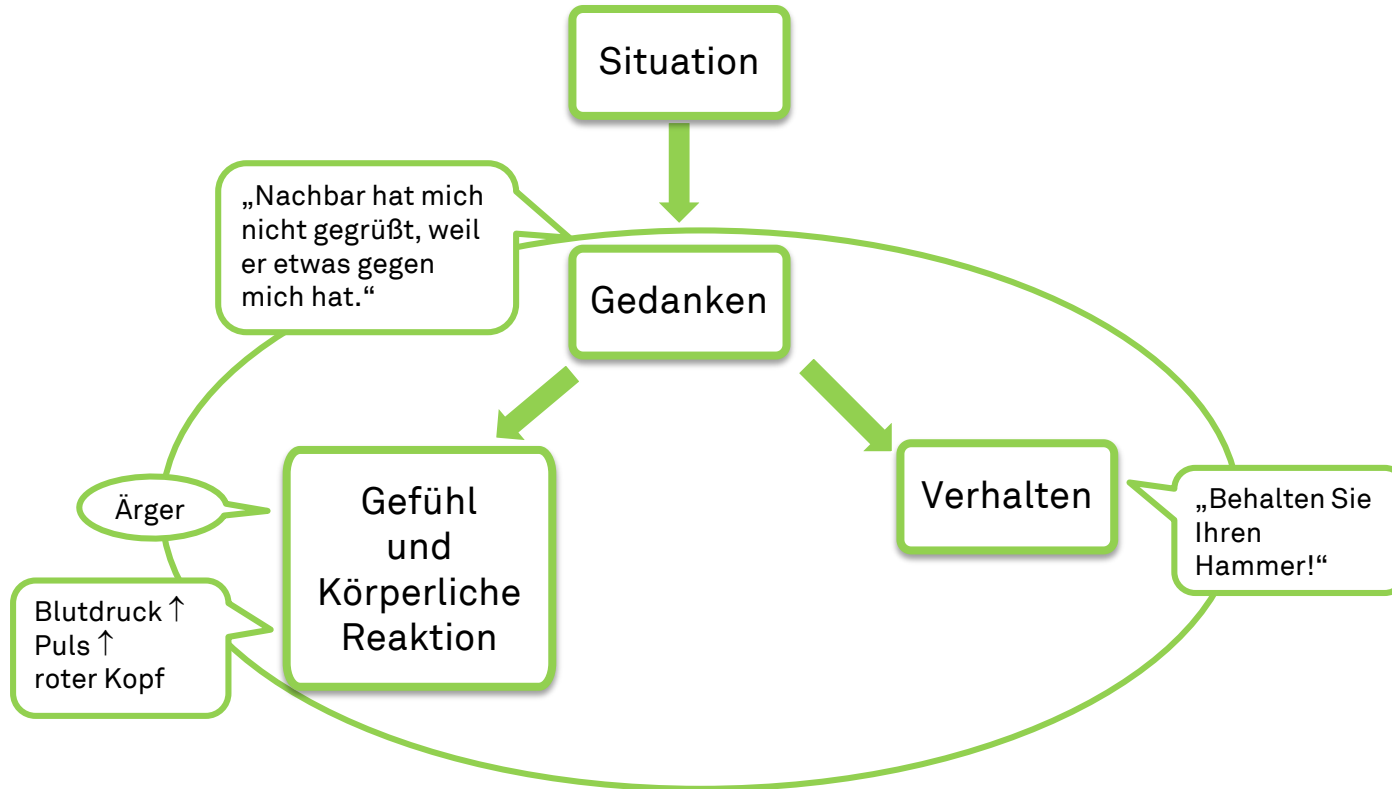 Situation
„Nachbar hat mich
nicht gegrüßt, weil
er etwas gegen
mich hat.“
Gedanken
Ärger
Gefühl
und
Körperliche
Reaktion
Verhalten
„Behalten Sie
Ihren
Hammer!“
Blutdruck ↑
Puls ↑
roter Kopf